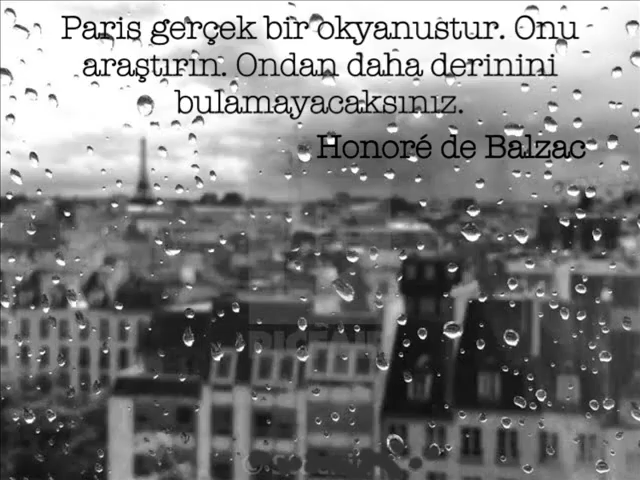 Paris gerçek bir okyanustur. Onu
araştırın. Ondan daha derinini
bulamayacaksınız.
Honoré de Balzac